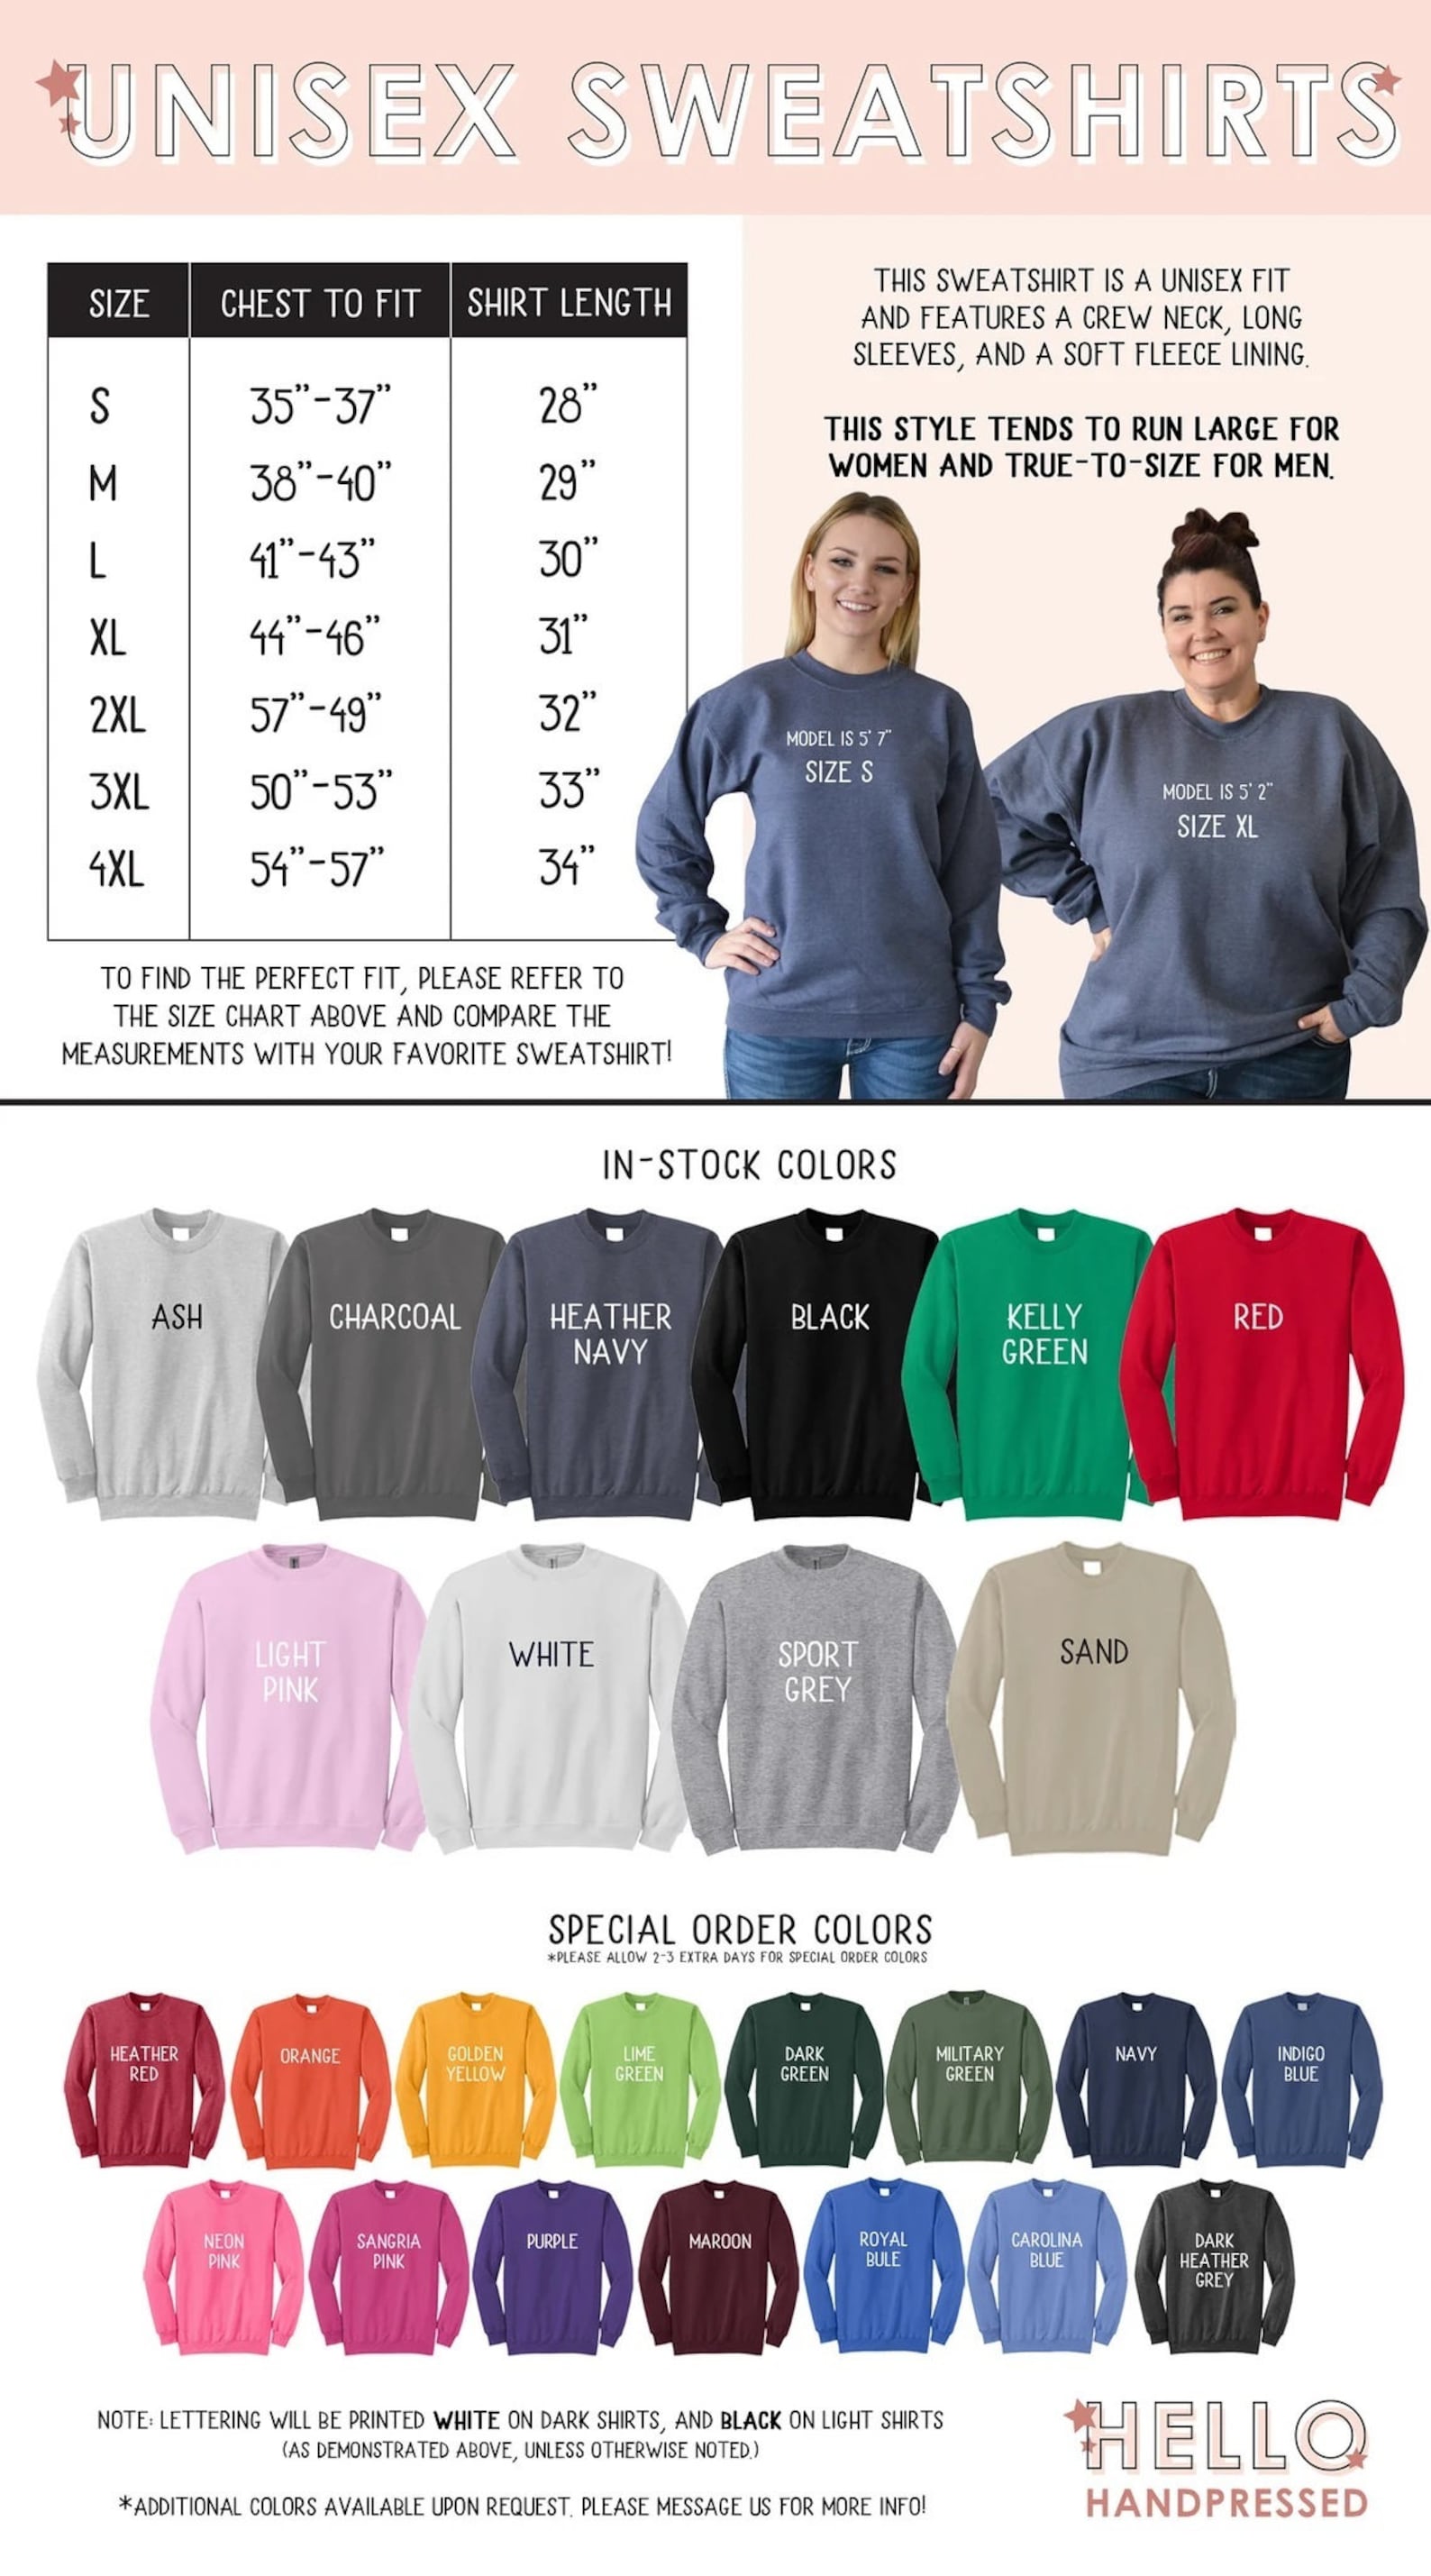 UNISEX SWEATSHIRTS
SIZE CHEST TO FIT SHIRT LENGTH
S 35”-37” 28”
M 38”-40” 29”
L 41”-43” 30”
XL 44”-46” 31”
2XL 57”-49” 32”
3XL 50”-53” 33”
4XL 54”-57” 34”
TO FIND THE PERFECT FIT, PLEASE REFER TO
THE SIZE CHART ABOVE AND COMPARE THE
MEASUREMENTS WITH YOUR FAVORITE SWEATSHIRT!
THIS SWEATSHIRT IS A UNISEX FIT
AND FEATURES A CREW NECK, LONG
SLEEVES, AND A SOFT FLEECE LINING.
THIS STYLE TENDS TO RUN LARGE FOR
WOMEN AND TRUE-TO-SIZE FOR MEN.
MODEL IS 5' 7"
SIZE S
MODEL IS 5' 2"
SIZE XL
IN-STOCK COLORS
ASH
CHARCOAL
HEATHER
NAVY
BLACK
KELLY
GREEN
RED
LIGHT
PINK
WHITE
SPORT
GREY
SAND
SPECIAL ORDER COLORS
*PLEASE ALLOW 2-3 EXTRA DAYS FOR SPECIAL ORDER COLORS
HEATHER
RED
ORANGE
GOLDEN
YELLOW
LIME
GREEN
DARK
GREEN
MILITARY
GREEN
NAVY
INDIGO
BLUE
NEON
PINK
SANGRIA
PINK
PURPLE
MAROON
ROYAL
BULE
CAROLINA
BLUE
DARK
HEATHER
GREY
NOTE: LETTERING WILL BE PRINTED WHITE ON DARK SHIRTS, AND BLACK ON LIGHT SHIRTS
(AS DEMONSTRATED ABOVE, UNLESS OTHERWISE NOTED.)
*ADDITIONAL COLORS AVAILABLE UPON REQUEST. PLEASE MESSAGE US FOR MORE INFO!
HELLO
HANDPRESSED